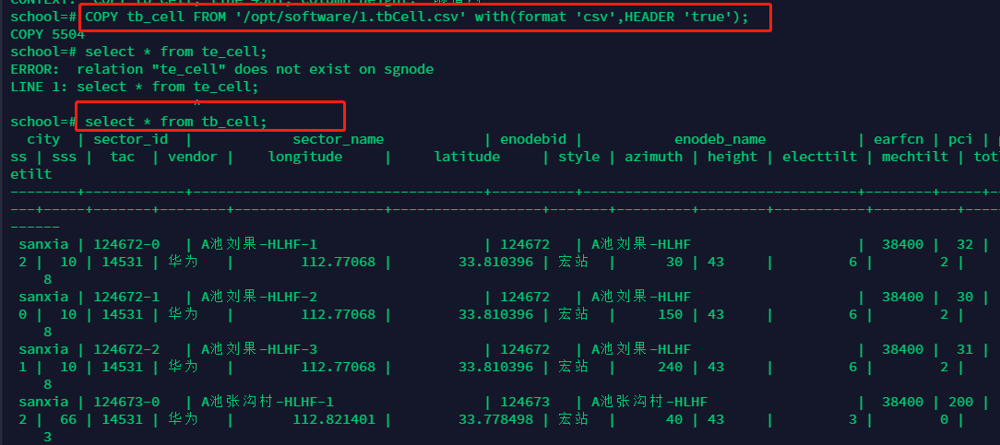 school=# COPY tb_cell FROM '/opt/software/1.tbCell.csv' with(format 'csv',HEADER 'true');
COPY 5504
school=# select * from te_cell;
ERROR:  relation "te_cell" does not exist on sgnode
LINE 1: select * from te_cell;
^
school=# select * from tb_cell;
city  | sector_id  |            sector_name             | enodebid |           enodeb_name            | earfcn | pci |
ss | sss |  tac  | vendor |    longitude     |     latitude     | style | azimuth | height | electtilt | mechtilt | tot
etilt
--------+------------+------------------------------------+----------+----------------------------------+--------+-----+-
---+-----+-------+--------+------------------+------------------+-------+---------+--------+-----------+----------+----
------
sanxia | 124672-0   | A池刘果-HLHF-1                     | 124672   | A池刘果-HLHF                     |  38400 |  32
2 |  10 | 14531 | 华为   |        112.77068 |        33.810396 | 宏站  |      30 | 43     |         6 |        2 |
8
sanxia | 124672-1   | A池刘果-HLHF-2                     | 124672   | A池刘果-HLHF                     |  38400 |  30
0 |  10 | 14531 | 华为   |        112.77068 |        33.810396 | 宏站  |     150 | 43     |         6 |        2 |
8
sanxia | 124672-2   | A池刘果-HLHF-3                     | 124672   | A池刘果-HLHF                     |  38400 |  31
1 |  10 | 14531 | 华为   |        112.77068 |        33.810396 | 宏站  |     240 | 43     |         6 |        2 |
8
sanxia | 124673-0   | A池张沟村-HLHF-1                   | 124673   | A池张沟村-HLHF                   |  38400 | 200
2 |  66 | 14531 | 华为   |       112.821401 |        33.778498 | 宏站  |      40 | 43     |         3 |        0 |
3